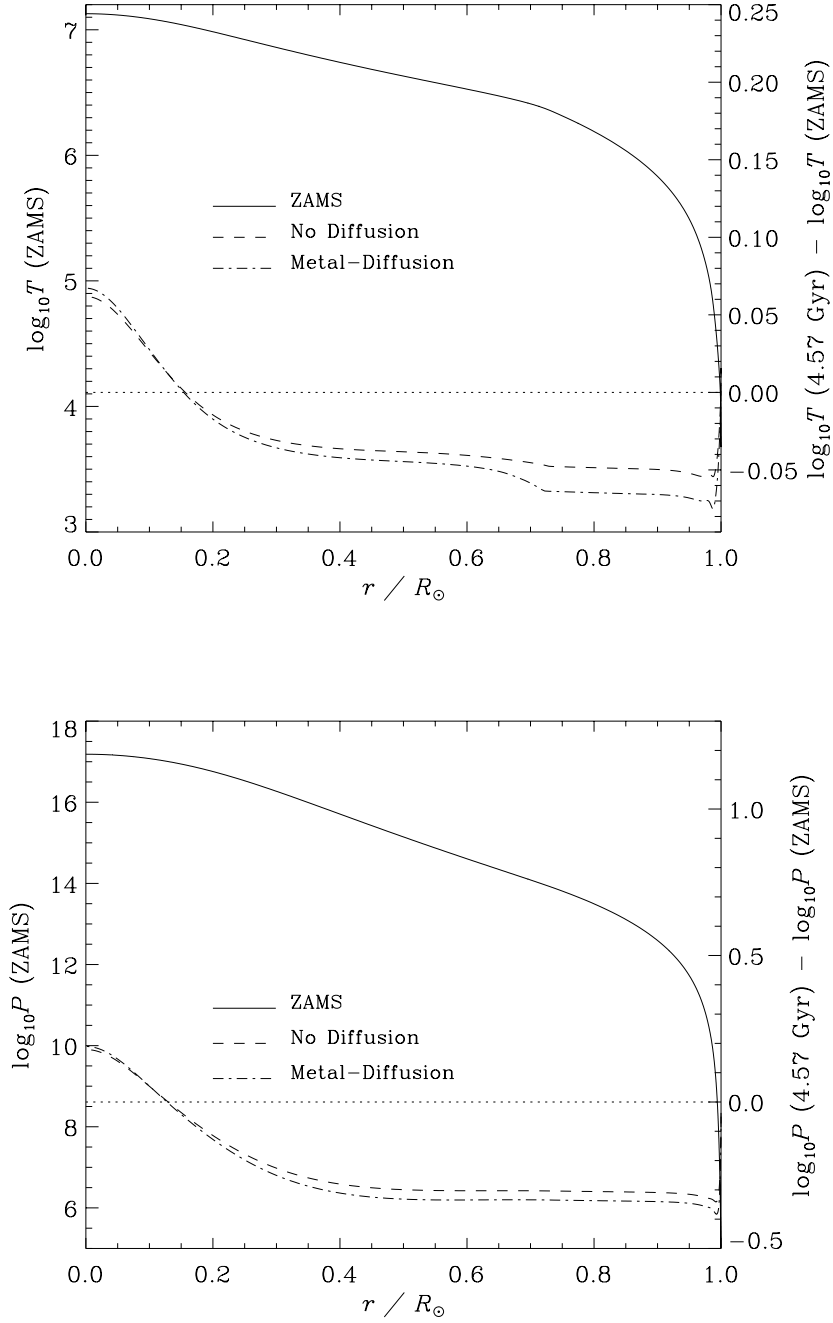 7
6
5
4
3
log₁₀T (ZAMS)
0.25
0.20
0.15
0.10
0.05
0.00
−0.05
log₁₀T (4.57 Gyr) − log₁₀T (ZAMS)
ZAMS
No Diffusion
Metal-Diffusion
0.0 0.2 0.4 0.6 0.8 1.0
r / R☉
18
16
14
12
10
8
6
log₁₀P (ZAMS)
1.0
0.5
0.0
−0.5
log₁₀P (4.57 Gyr) − log₁₀P (ZAMS)
ZAMS
No Diffusion
Metal-Diffusion
0.0 0.2 0.4 0.6 0.8 1.0
r / R☉